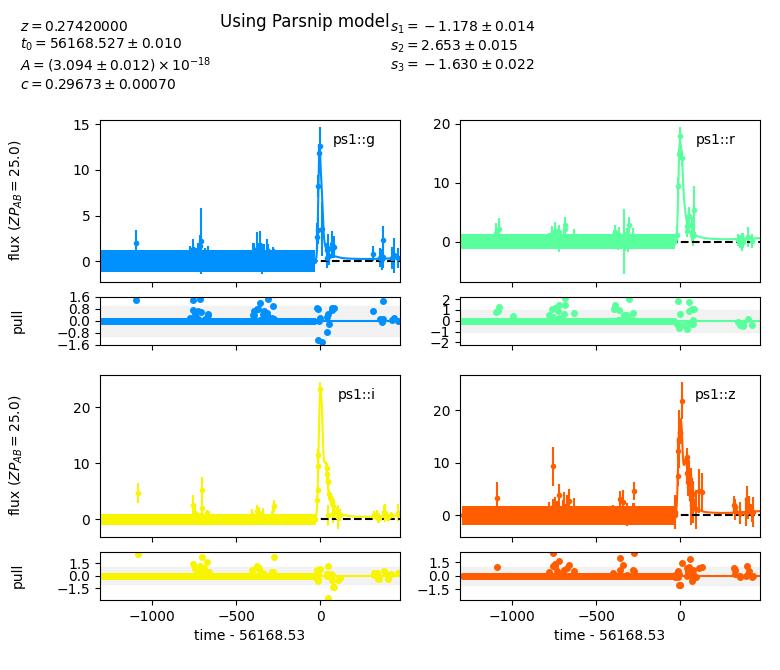 Using Parsnip model
z = 0.27420000
t₀ = 56168.527 ± 0.010
A = (3.094 ± 0.012) × 10⁻¹⁸
c = 0.29673 ± 0.00070
s₁ = −1.178 ± 0.014
s₂ = 2.653 ± 0.015
s₃ = −1.630 ± 0.022
flux (ZP_AB = 25.0)
15
10
5
0
ps1::g
20
10
0
ps1::r
pull
1.6
0.8
0.0
−0.8
−1.6
2
1
0
−1
−2
flux (ZP_AB = 25.0)
20
10
0
ps1::i
20
10
0
ps1::z
pull
1.5
0.0
−1.5
−1000 −500 0
time - 56168.53
1.5
0.0
−1.5
−1000 −500 0
time - 56168.53